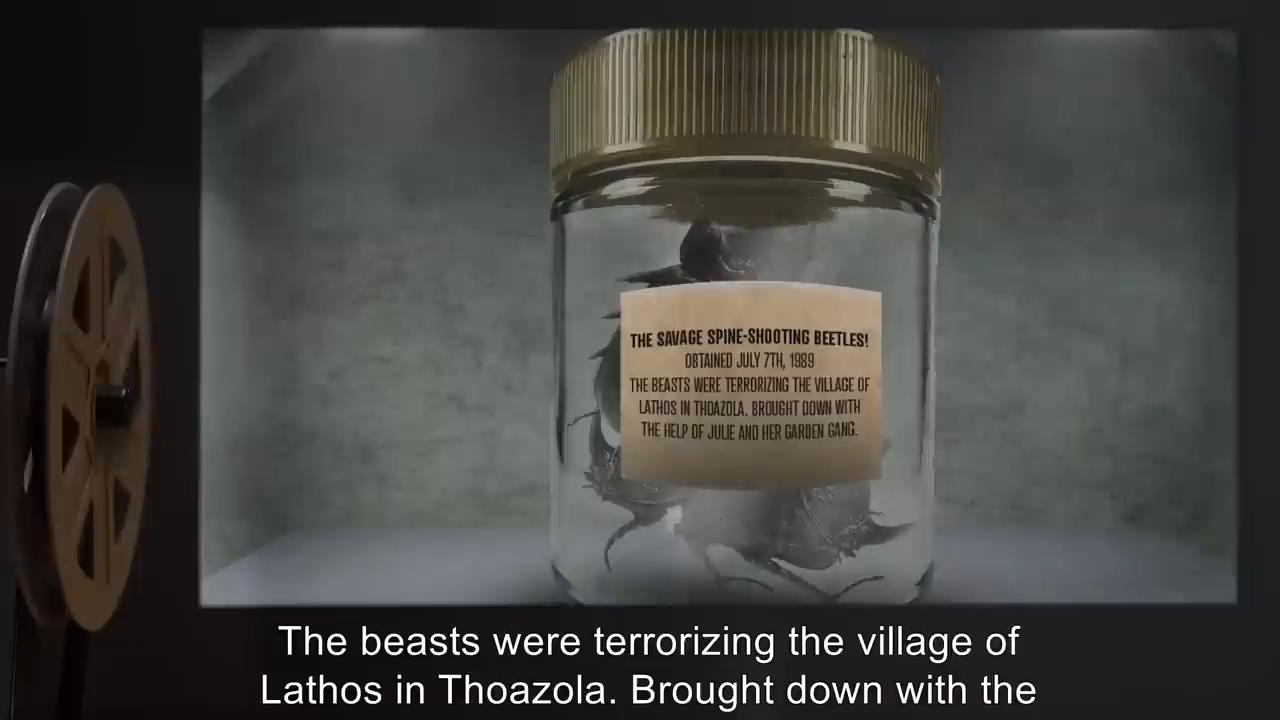 THE SAVAGE SPINE-SHOOTING BEETLES!
OBTAINED JULY 7TH, 1989
THE BEASTS WERE TERRORIZING THE VILLAGE OF
LATHOS IN THOAZOLA. BROUGHT DOWN WITH
THE HELP OF JULIE AND HER GARDEN GANG.
The beasts were terrorizing the village of
Lathos in Thoazola. Brought down with the